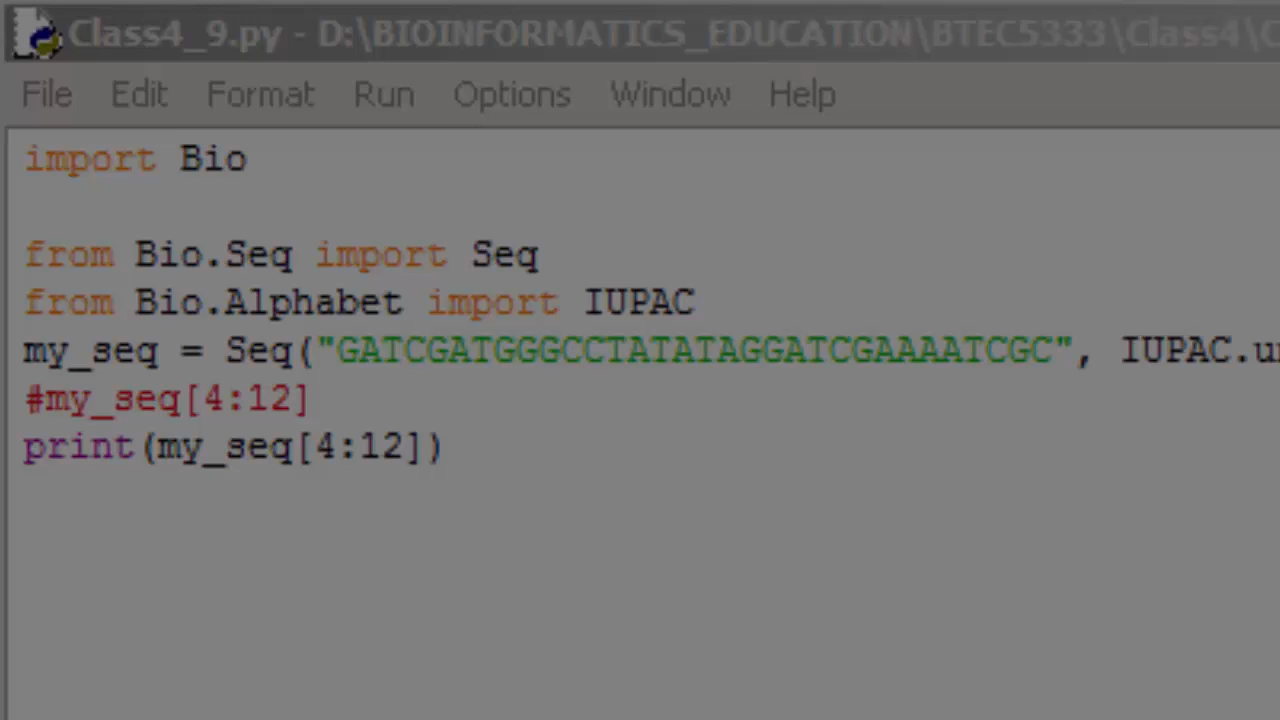 Class4_9.py - D:\BIOINFORMATICS_EDUCATION\BTEC5333\Class4\C
File Edit Format Run Options Window Help
import Bio
from Bio.Seq import Seq
from Bio.Alphabet import IUPAC
my_seq = Seq("GATCGATGGGCCTATATAGGATCGAAAATCGC", IUPAC.un
#my_seq[4:12]
print(my_seq[4:12])